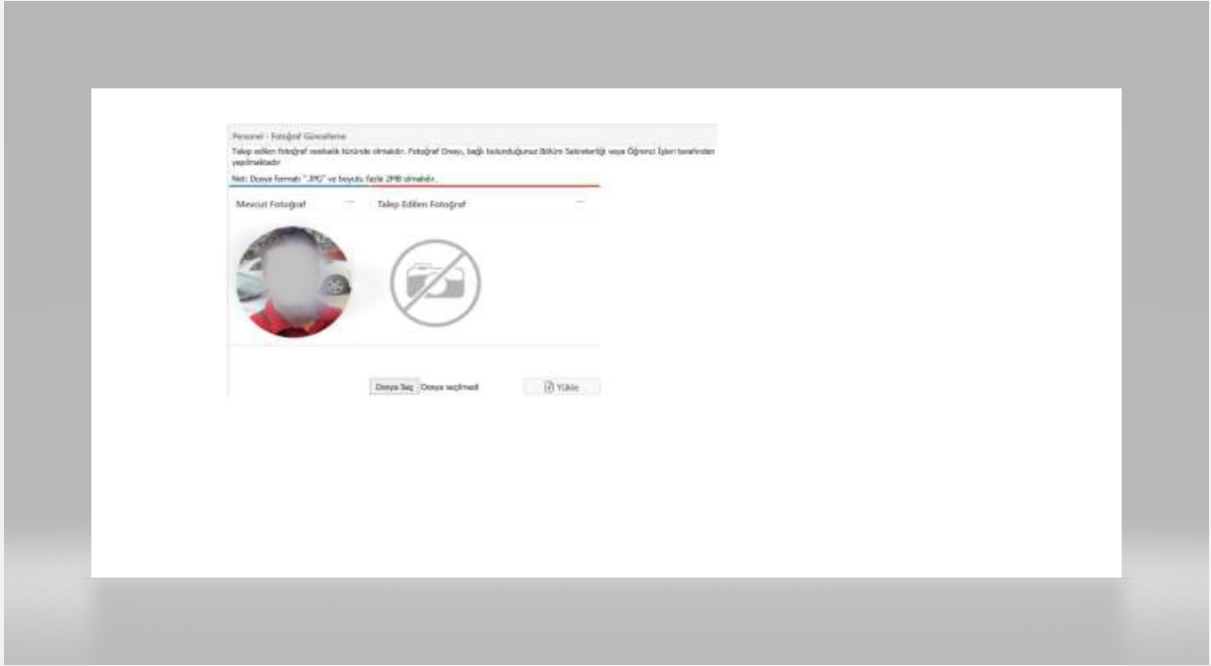 Personel - Fotoğraf Güncelleme
Talep edilen fotoğraf vesikalık türünde olmalıdır. Fotoğraf Onayı, bağlı bulunduğunuz Bölüm Sekreterliği veya Öğrenci İşleri tarafından
yapılmaktadır
Not: Dosya formatı ".JPG" ve boyutu fazla 2MB olmalıdır.
Mevcut Fotoğraf
Talep Edilen Fotoğraf
Dosya Seç Dosya seçilmedi
Yükle